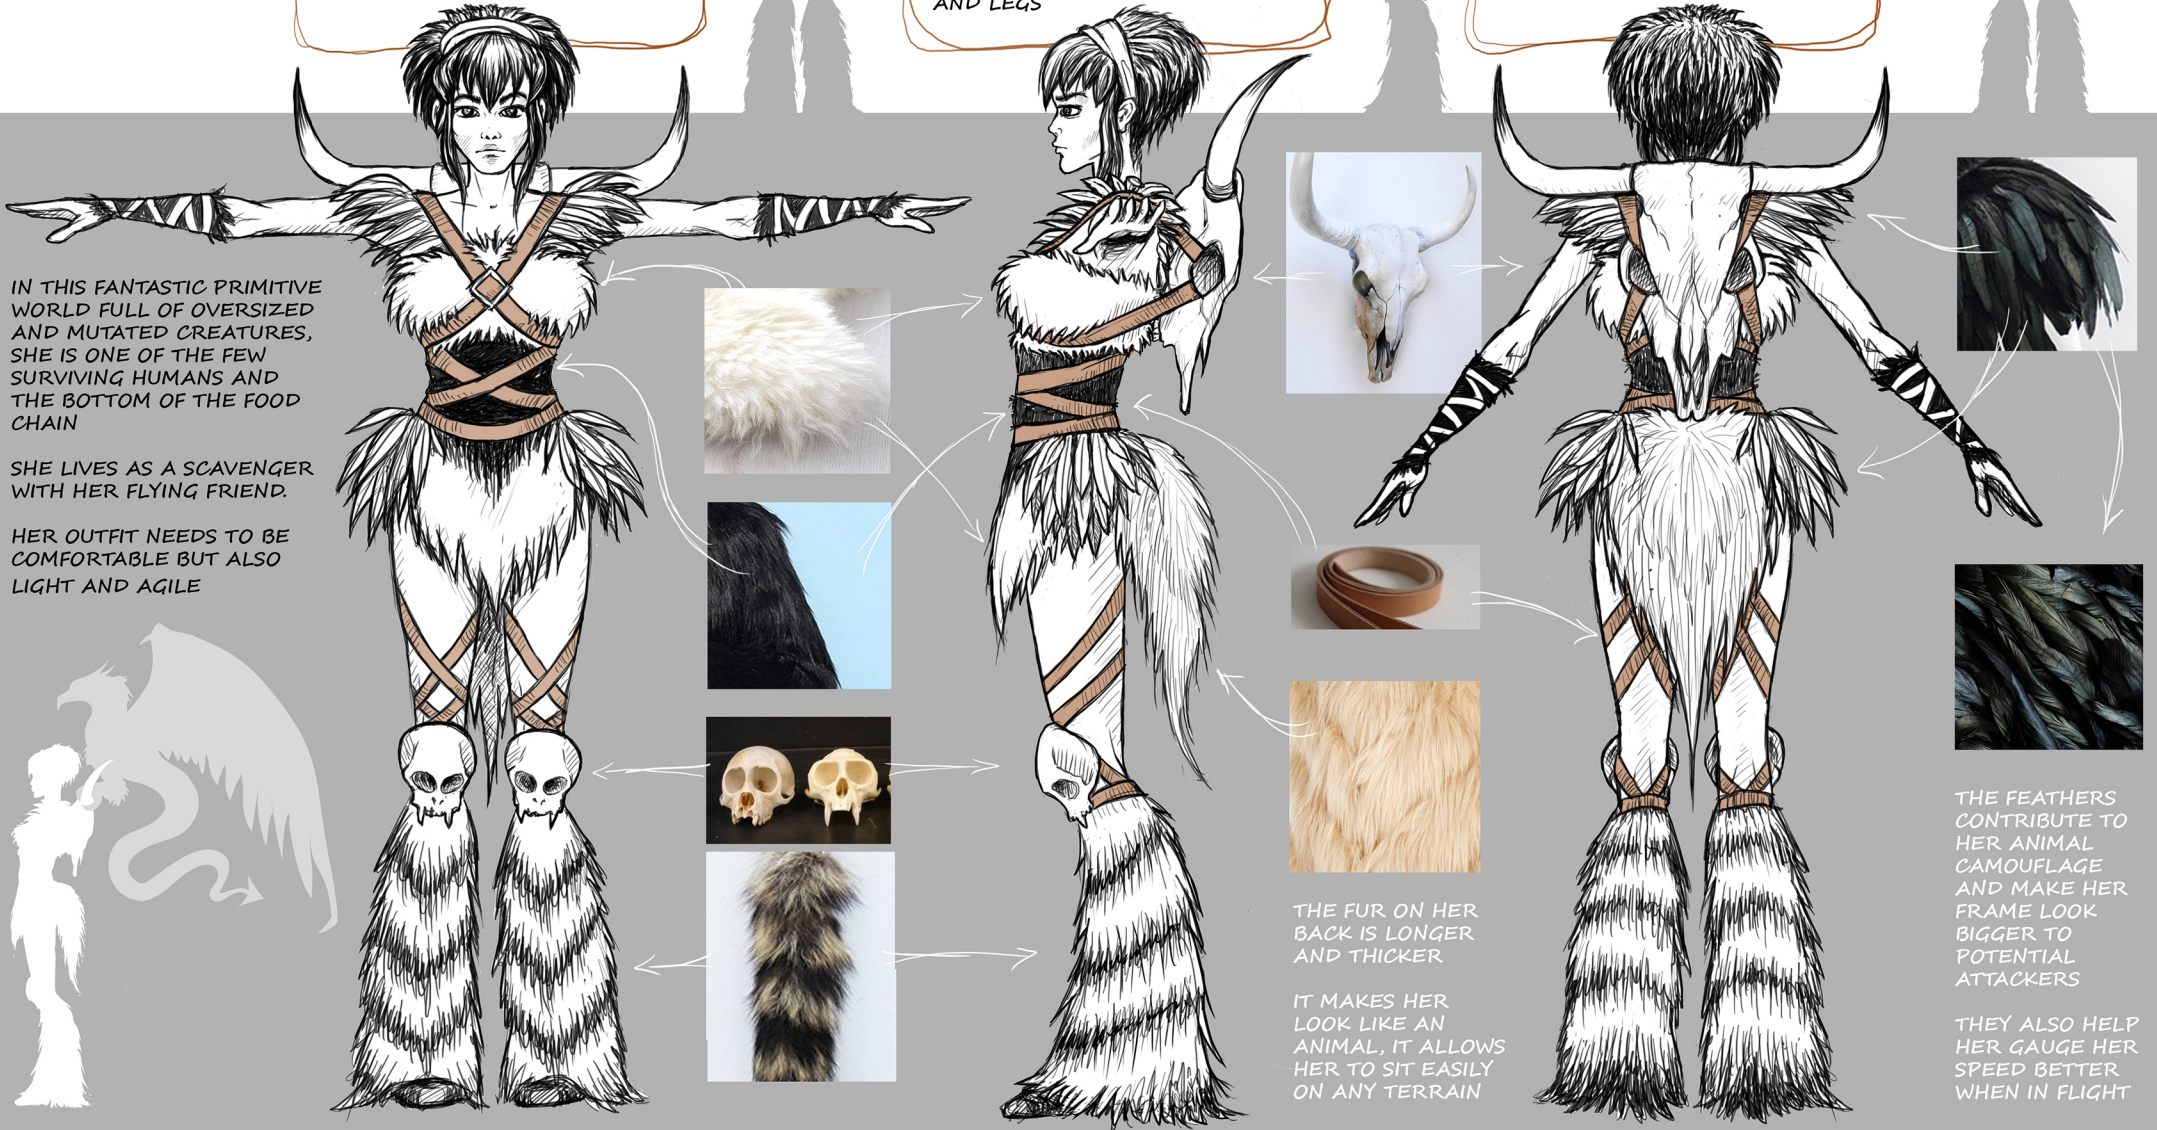 AND LEGS
IN THIS FANTASTIC PRIMITIVE
WORLD FULL OF OVERSIZED
AND MUTATED CREATURES,
SHE IS ONE OF THE FEW
SURVIVING HUMANS AND
THE BOTTOM OF THE FOOD
CHAIN
SHE LIVES AS A SCAVENGER
WITH HER FLYING FRIEND.
HER OUTFIT NEEDS TO BE
COMFORTABLE BUT ALSO
LIGHT AND AGILE
THE FUR ON HER
BACK IS LONGER
AND THICKER
IT MAKES HER
LOOK LIKE AN
ANIMAL, IT ALLOWS
HER TO SIT EASILY
ON ANY TERRAIN
THE FEATHERS
CONTRIBUTE TO
HER ANIMAL
CAMOUFLAGE
AND MAKE HER
FRAME LOOK
BIGGER TO
POTENTIAL
ATTACKERS
THEY ALSO HELP
HER GAUGE HER
SPEED BETTER
WHEN IN FLIGHT